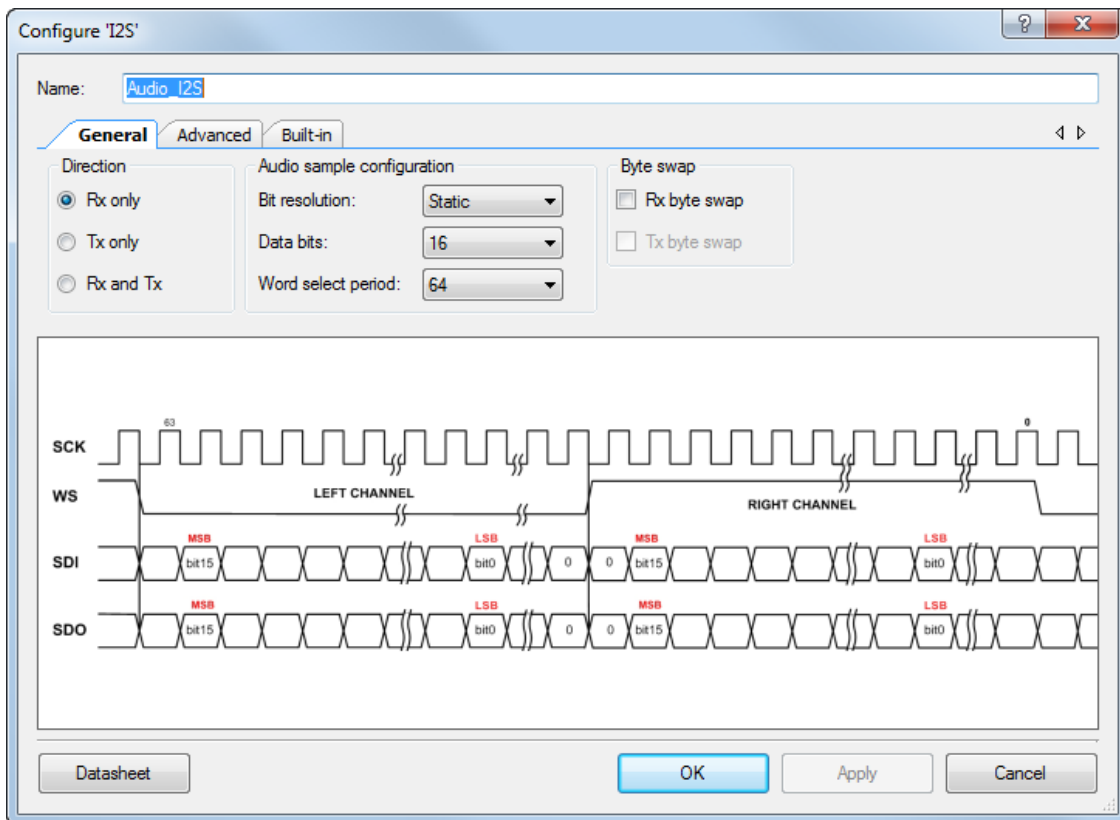 Configure 'I2S'
Name: Audio_I2S
General Advanced Built-in
Direction Audio sample configuration Byte swap
Rx only Bit resolution: Static Rx byte swap
Tx only Data bits: 16 Tx byte swap
Rx and Tx Word select period: 64
63 0
SCK
WS LEFT CHANNEL RIGHT CHANNEL
MSB LSB MSB LSB
SDI bit15 bit0 0 0 bit15 bit0
MSB LSB MSB LSB
SDO bit15 bit0 0 0 bit15 bit0
Datasheet OK Apply Cancel